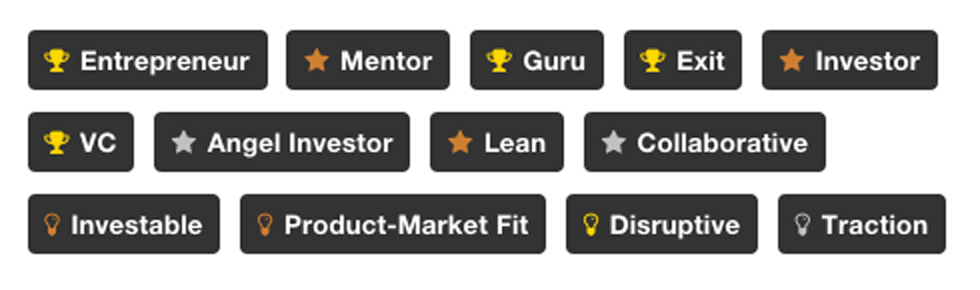 Entrepreneur Mentor Guru Exit Investor
VC Angel Investor Lean Collaborative
Investable Product-Market Fit Disruptive Traction